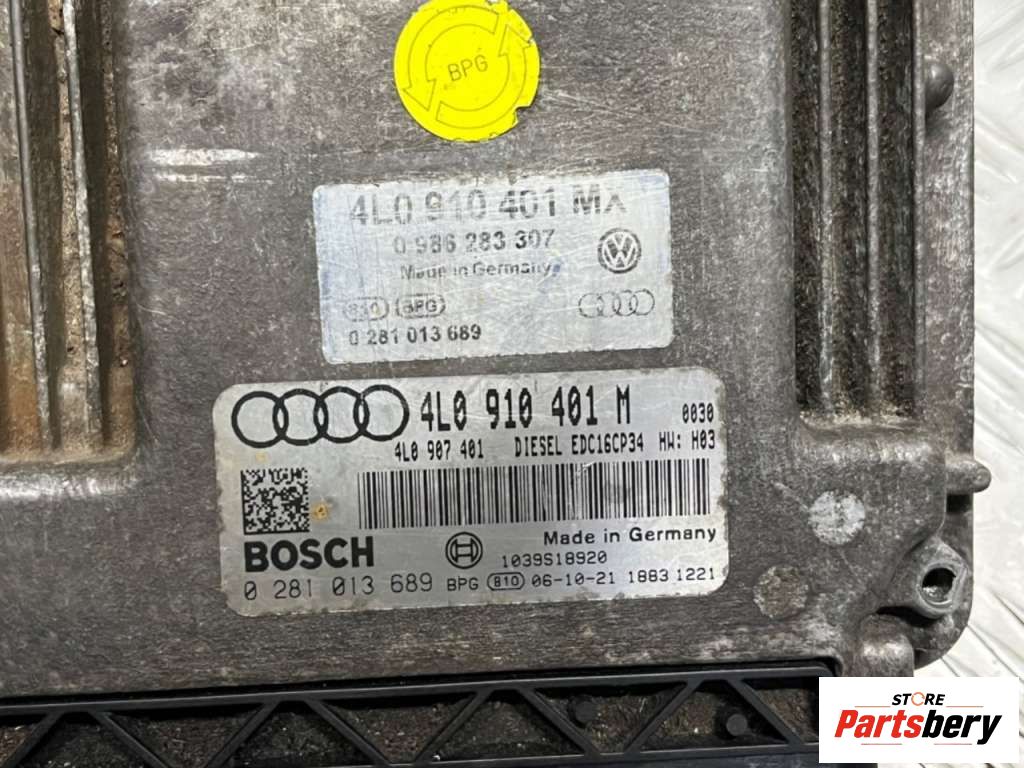 BPG
4L0 910 401 MX
0 986 283 307
Made in Germany
810 BPG
0 281 013 689
4L0 910 401 M 0030
4L0 907 401 DIESEL EDC16CP34 HW: H03
Made in Germany
BOSCH 1039S18920
0 281 013 689 BPG 810 06-10-21 1883 1221
STORE
Partsbery